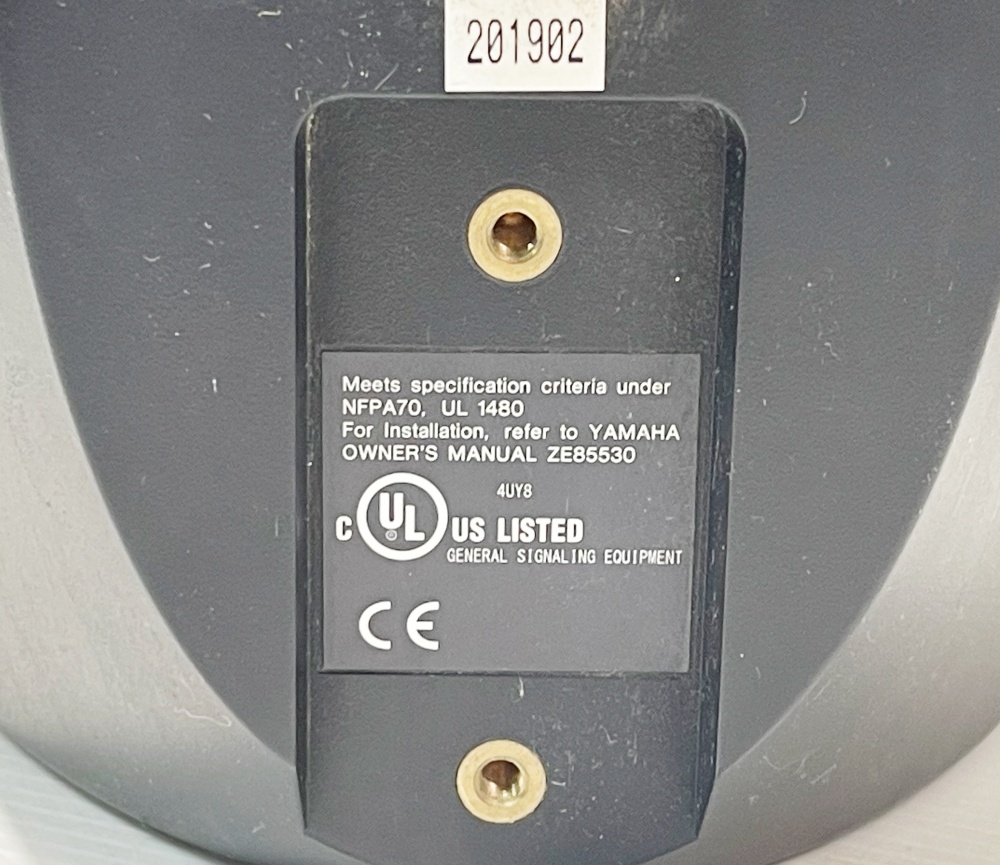 201902
Meets specification criteria under
NFPA70, UL 1480
For Installation, refer to YAMAHA
OWNER'S MANUAL ZE85530
4UY8
C UL US LISTED
GENERAL SIGNALING EQUIPMENT
CE